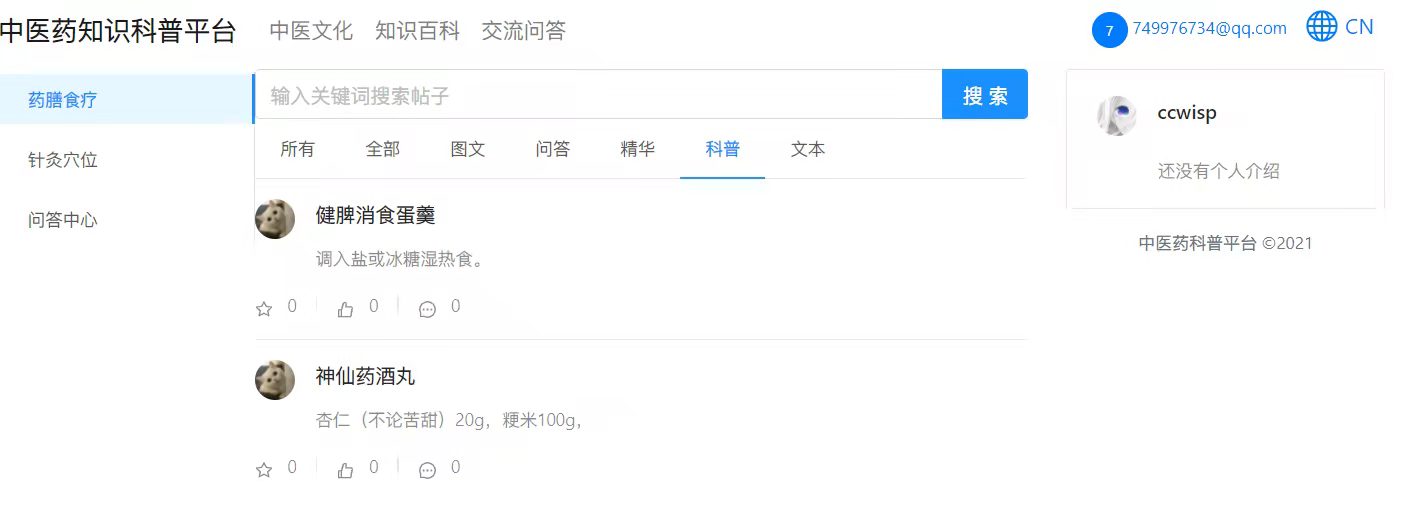 中医药知识科普平台 中医文化 知识百科 交流问答 7 749976734@qq.com CN
药膳食疗
针灸穴位
问答中心
输入关键词搜索帖子 搜 索
所有 全部 图文 问答 精华 科普 文本
健脾消食蛋羹
调入盐或冰糖湿热食。
0 0 0
神仙药酒丸
杏仁（不论苦甜）20g，粳米100g，
0 0 0
ccwisp
还没有个人介绍
中医药科普平台 ©2021